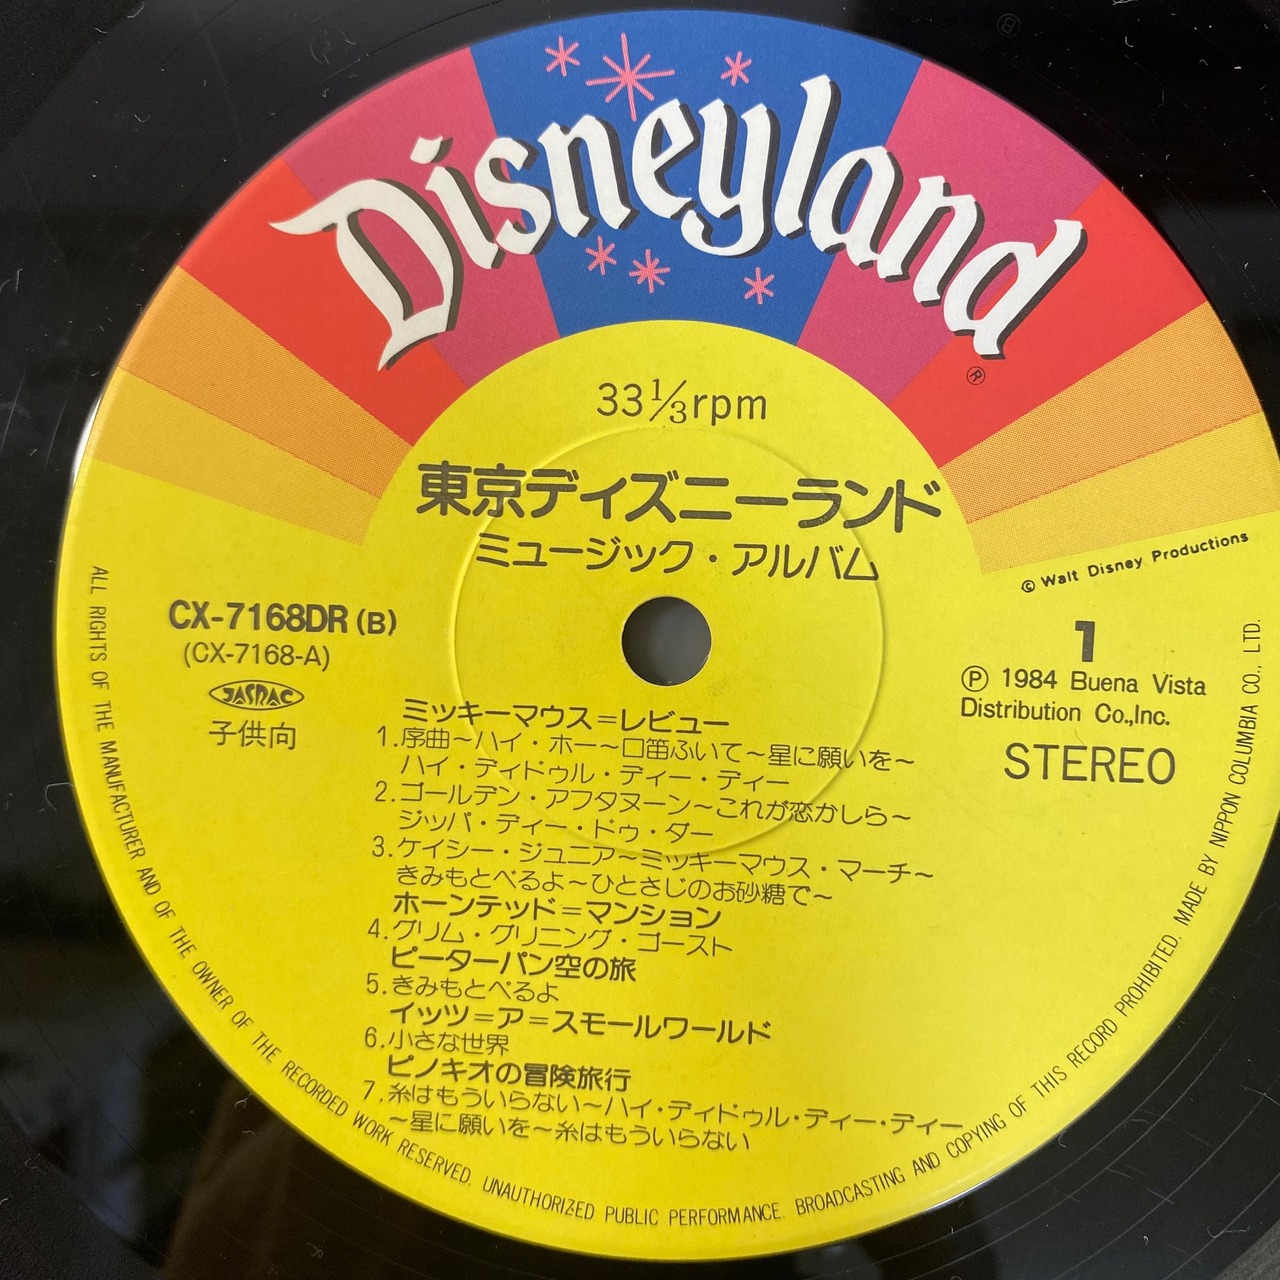 Disneyland
®
33 1/3 rpm
東京ディズニーランド
ミュージック・アルバム
© Walt Disney Productions
CX-7168DR (B)
(CX-7168-A)
JASRAC
子供向
1
℗ 1984 Buena Vista
Distribution Co.,Inc.
STEREO
ミッキーマウス=レビュー
1.序曲～ハイ・ホー～口笛ふいて～星に願いを～
ハイ・ディドゥル・ディー・ディー
2.ゴールデン・アフタヌーン～これが恋かしら～
ジッパ・ディー・ドゥ・ダー
3.ケイシー・ジュニア～ミッキーマウス・マーチ～
きみもとべるよ～ひとさじのお砂糖で～
ホーンテッド=マンション
4.グリム・グリニング・ゴースト
ピーターパン空の旅
5.きみもとべるよ
イッツ=ア=スモールワールド
6.小さな世界
ピノキオの冒険旅行
7.糸はもういらない～ハイ・ディドゥル・ディー・ディー
～星に願いを～糸はもういらない
ALL RIGHTS OF THE MANUFACTURER AND OF THE OWNER OF THE RECORDED WORK RESERVED. UNAUTHORIZED PUBLIC PERFORMANCE. BROADCASTING AND COPYING OF THIS RECORD PROHIBITED. MADE BY NIPPON COLUMBIA CO., LTD.